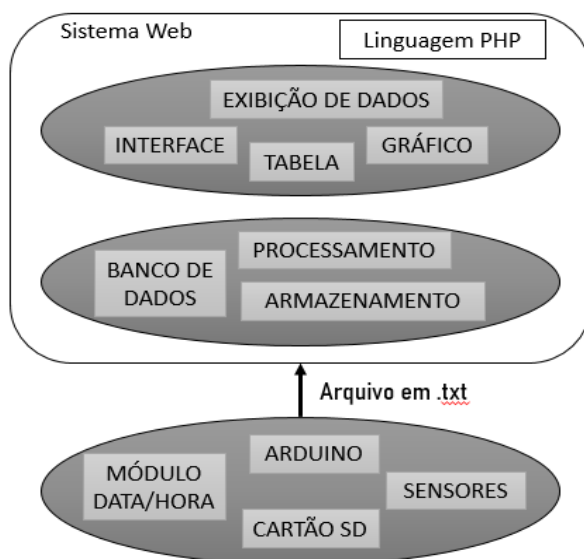 Sistema Web
Linguagem PHP
EXIBIÇÃO DE DADOS
INTERFACE
TABELA
GRÁFICO
BANCO DE
DADOS
PROCESSAMENTO
ARMAZENAMENTO
Arquivo em .txt
MÓDULO
DATA/HORA
ARDUINO
SENSORES
CARTÃO SD